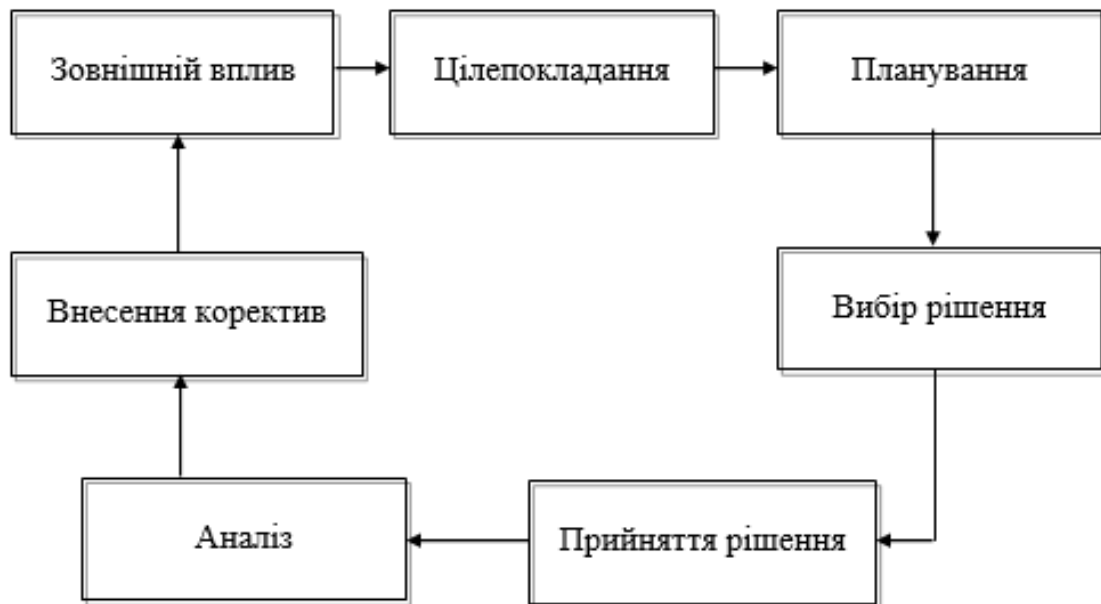 Зовнішній вплив
Цілепокладання
Планування
Вибір рішення
Прийняття рішення
Аналіз
Внесення коректив